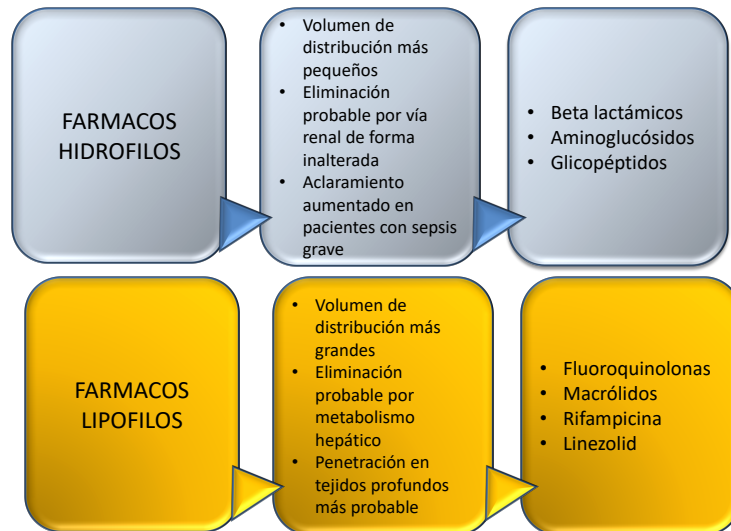 FARMACOS
HIDROFILOS
• Volumen de
distribución más
pequeños
• Eliminación
probable por vía
renal de forma
inalterada
• Aclaramiento
aumentado en
pacientes con sepsis
grave
• Beta lactámicos
• Aminoglucósidos
• Glicopéptidos
FARMACOS
LIPOFILOS
• Volumen de
distribución más
grandes
• Eliminación
probable por
metabolismo
hepático
• Penetración en
tejidos profundos
más probable
• Fluoroquinolonas
• Macrólidos
• Rifampicina
• Linezolid